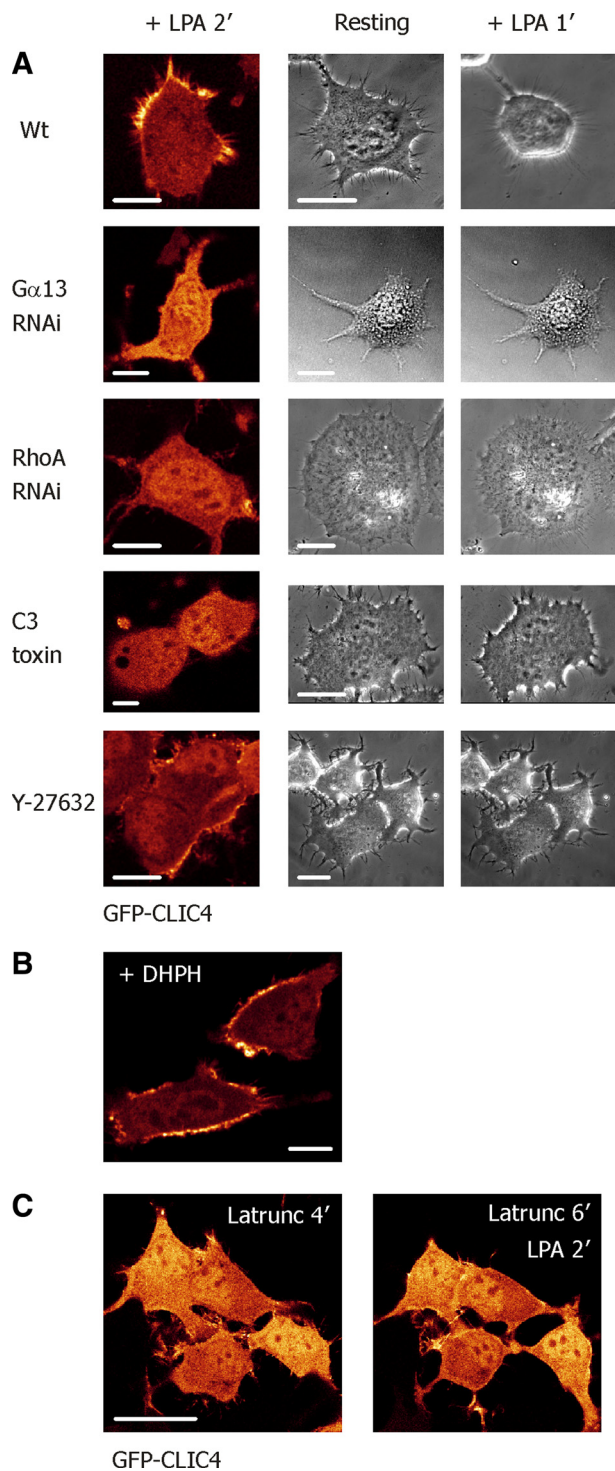 + LPA 2′ Resting + LPA 1′
A
Wt
Gα13
RNAi
RhoA
RNAi
C3
toxin
Y-27632
GFP-CLIC4
B
+ DHPH
C
Latrunc 4′
Latrunc 6′
LPA 2′
GFP-CLIC4